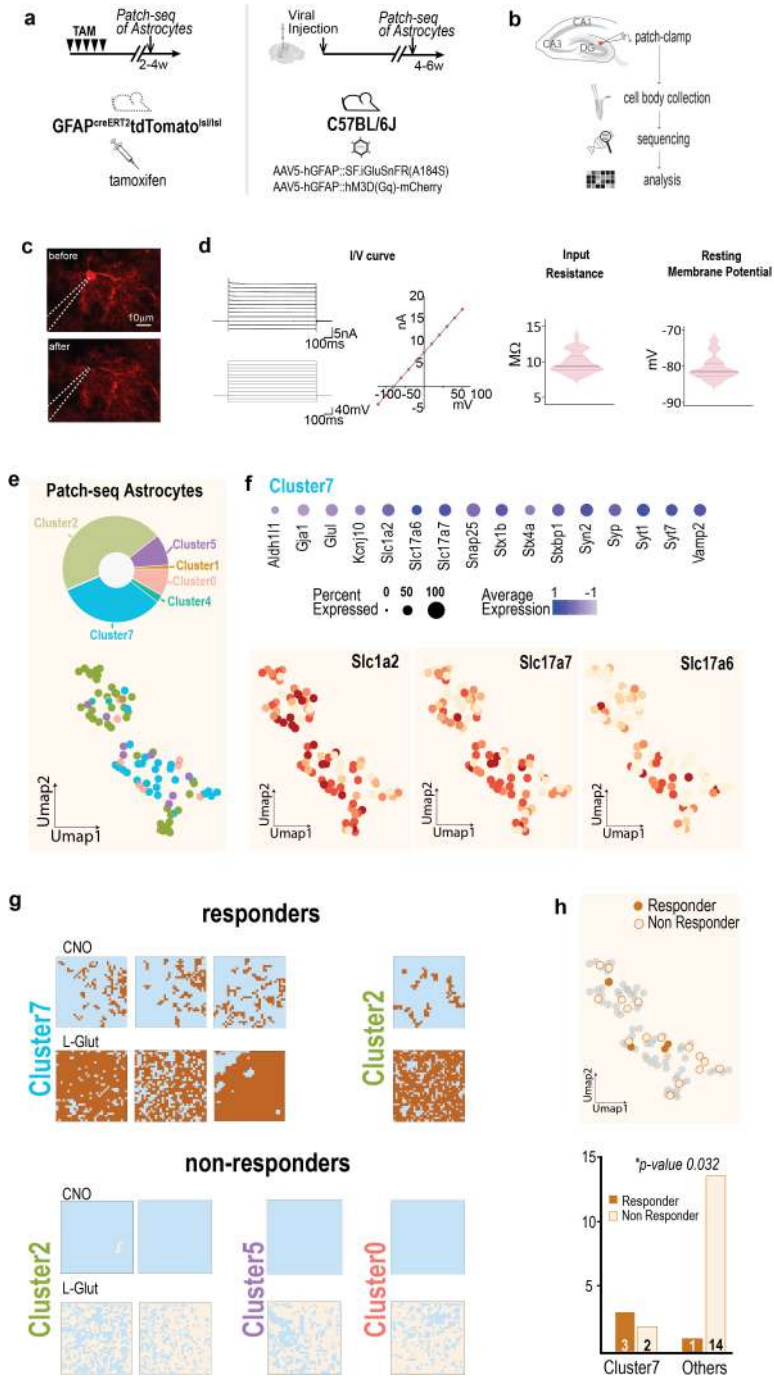 a
TAM
Patch-seq
of Astrocytes
2-4w
GFAPcreERT2tdTomatolsl/lsl
tamoxifen
Viral
Injection
Patch-seq
of Astrocytes
4-6w
C57BL/6J
AAV5-hGFAP::SF.iGluSnFR(A184S)
AAV5-hGFAP::hM3D(Gq)-mCherry
b
CA1
CA3
DG
patch-clamp
cell body collection
sequencing
analysis
c
before
10μm
after
d
I/V curve
5nA
100ms
40mV
100ms
20
15
10
5
-5
nA
-100
-50
50
100
mV
Input
Resistance
15
10
5
MΩ
Resting
Membrane Potential
-70
-80
-90
mV
e
Patch-seq Astrocytes
Cluster2
Cluster5
Cluster1
Cluster0
Cluster4
Cluster7
Umap2
Umap1
f
Cluster7
Aldh1l1
Gja1
Glul
Kcnj10
Slc1a2
Slc17a6
Slc17a7
Snap25
Stx1b
Stx4a
Stxbp1
Syn2
Syp
Syt1
Syt7
Vamp2
Percent
Expressed
0 50 100
Average
Expression
1 -1
Slc1a2
Umap2
Umap1
Slc17a7
Umap2
Umap1
Slc17a6
Umap2
Umap1
g
responders
CNO
L-Glut
Cluster7
Cluster2
non-responders
CNO
L-Glut
Cluster2
Cluster5
Cluster0
h
Responder
Non Responder
Umap2
Umap1
*p-value 0.032
Responder
Non Responder
15
10
5
3
2
1
14
Cluster7
Others